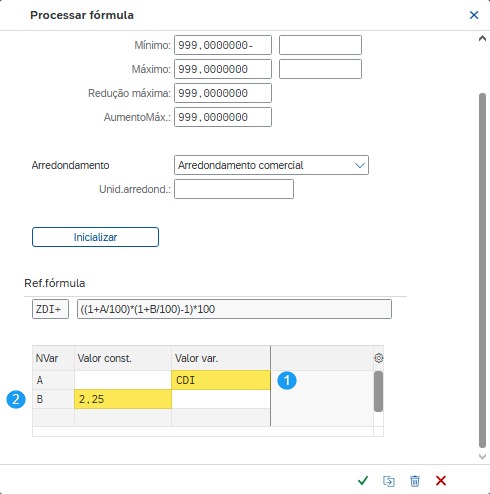 Processar fórmula
Mínimo: 999,0000000-
Máximo: 999,0000000
Redução máxima: 999,0000000
AumentoMáx.: 999,0000000
Arredondamento Arredondamento comercial
Unid.arredond.:
Inicializar
Ref.fórmula
ZDI+ ((1+A/100)*(1+B/100)-1)*100
NVar Valor const. Valor var.
A CDI 1
2 B 2,25